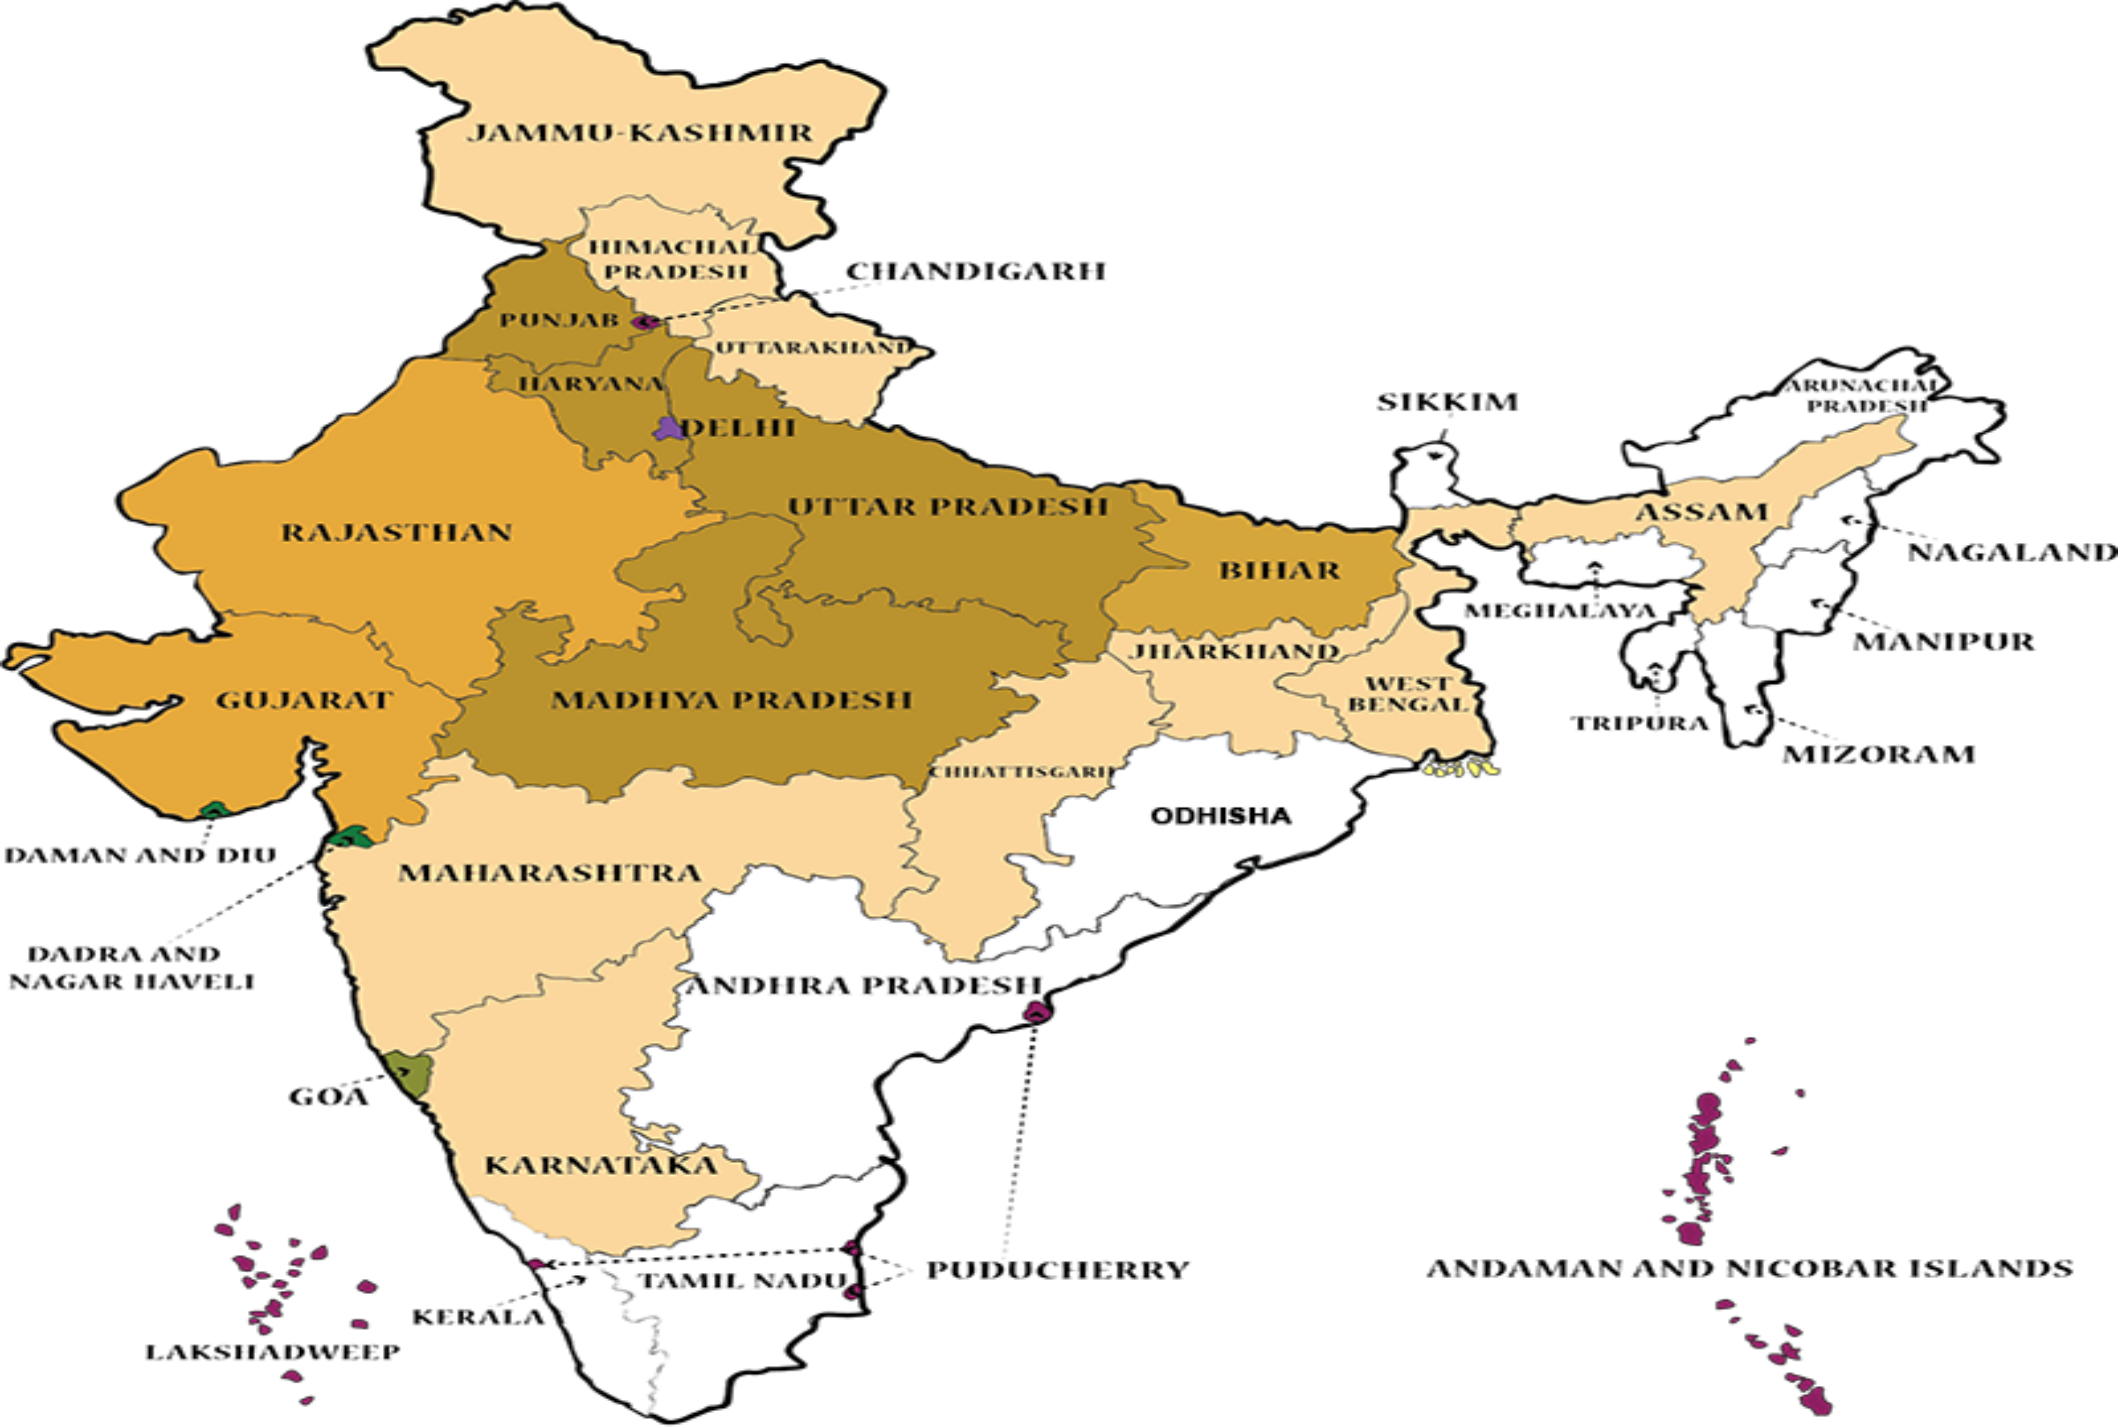 JAMMU-KASHMIR
HIMACHAL
PRADESH
CHANDIGARH
PUNJAB
UTTARAKHAND
HARYANA
DELHI
SIKKIM
ARUNACHAL
PRADESH
RAJASTHAN
UTTAR PRADESH
ASSAM
BIHAR
NAGALAND
MEGHALAYA
MANIPUR
JHARKHAND
GUJARAT
MADHYA PRADESH
WEST
BENGAL
TRIPURA
MIZORAM
CHHATTISGARH
ODHISHA
DAMAN AND DIU
MAHARASHTRA
DADRA AND
NAGAR HAVELI
ANDHRA PRADESH
GOA
KARNATAKA
TAMIL NADU
PUDUCHERRY
ANDAMAN AND NICOBAR ISLANDS
KERALA
LAKSHADWEEP